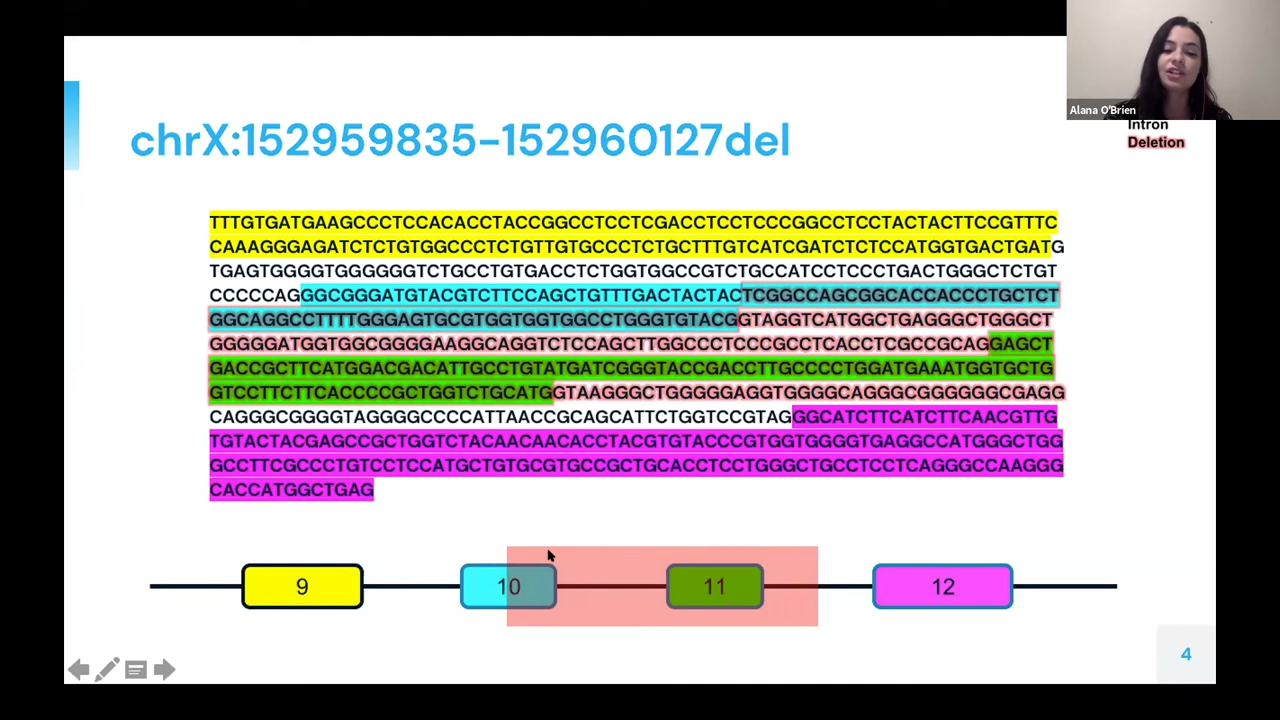 Alana O'Brien
chrX:152959835-152960127del
Intron
Deletion
TTTGTGATGAAGCCCTCCACACCTACCGGCCTCCTCGACCTCCTCCCGGCCTCCTACTACTTCCGTTTC
CAAAGGGAGATCTCTGTGGCCCTCTGTTGTGCCCTCTGCTTTGTCATCGATCTCTCCATGGTGACTGATG
TGAGTGGGGTGGGGGGTCTGCCTGTGACCTCTGGTGGCCGTCTGCCATCCTCCCTGACTGGGCTCTGT
CCCCCAGGGCGGGATGTACGTCTTCCAGCTGTTTGACTACTACTCGGCCAGCGGCACCACCCTGCTCT
GGCAGGCCTTTTGGGAGTGCGTGGTGGTGGCCTGGGTGTACGGTAGGTCATGGCTGAGGGCTGGGCT
GGGGGATGGTGGCGGGGAAGGCAGGTCTCCAGCTTGGCCCTCCCGCCTCACCTCGCCGCAGGAGCT
GACCGCTTCATGGACGACATTGCCTGTATGATCGGGTACCGACCTTGCCCCTGGATGAAATGGTGCTG
GTCCTTCTTCACCCCGCTGGTCTGCATGGTAAGGGCTGGGGGAGGTGGGGCAGGGCGGGGGGCGAGG
CAGGGCGGGGTAGGGGCCCCATTAACCGCAGCATTCTGGTCCGTAGGGCATCTTCATCTTCAACGTTG
TGTACTACGAGCCGCTGGTCTACAACAACACCTACGTGTACCCGTGGTGGGGTGAGGCCATGGGCTGG
GCCTTCGCCCTGTCCTCCATGCTGTGCGTGCCGCTGCACCTCCTGGGCTGCCTCCTCAGGGCCAAGGG
CACCATGGCTGAG
9
10
11
12
4